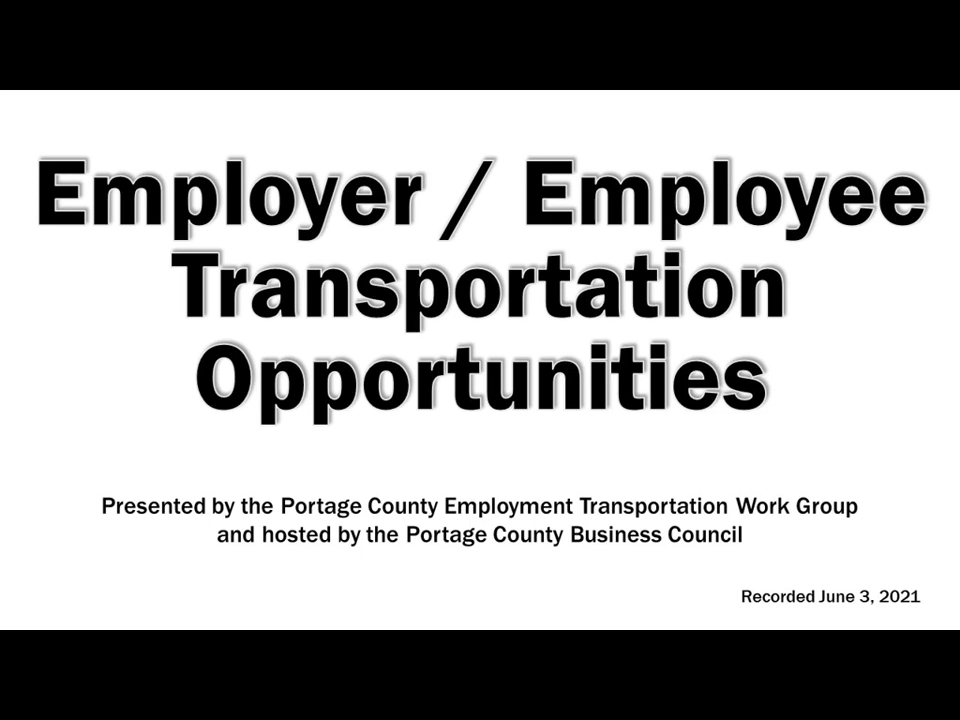 Employer / Employee
Transportation
Opportunities
Presented by the Portage County Employment Transportation Work Group
and hosted by the Portage County Business Council
Recorded June 3, 2021